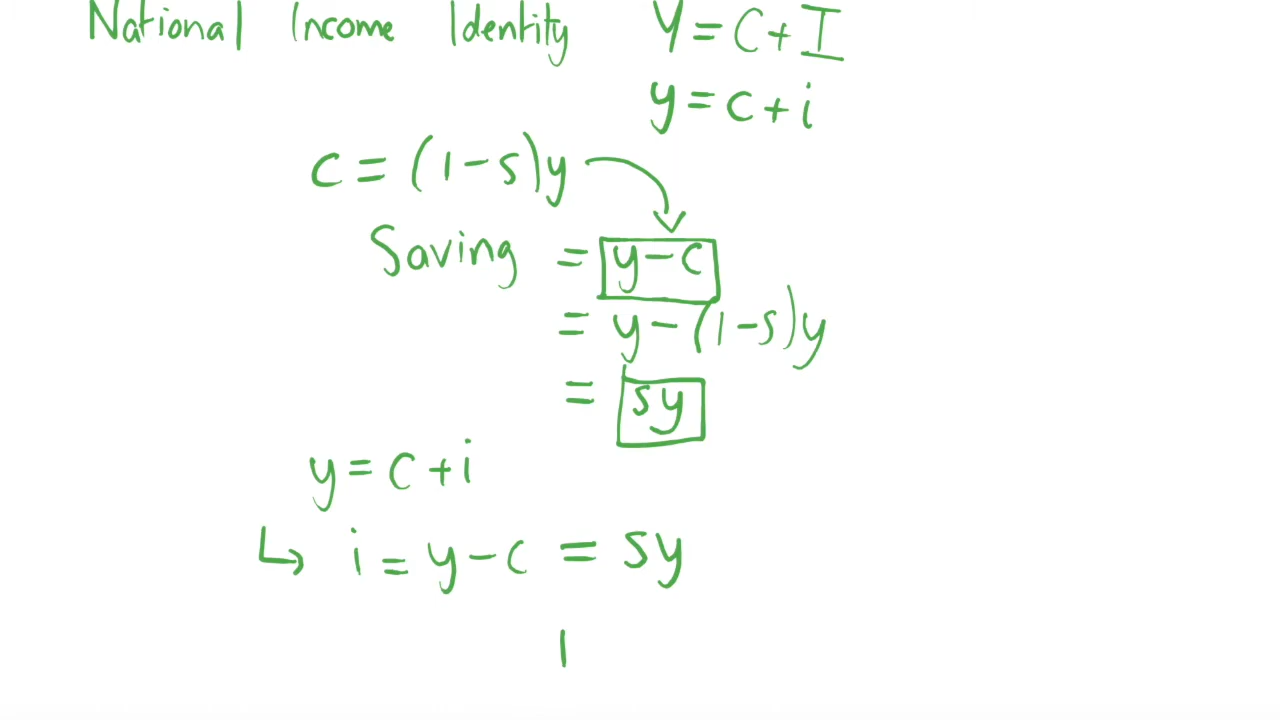 National Income Identity Y = C + I
y = c + i
c = (1 - s)y
Saving = y - c
= y - (1 - s)y
= sy
y = c + i
↳ i = y - c = sy